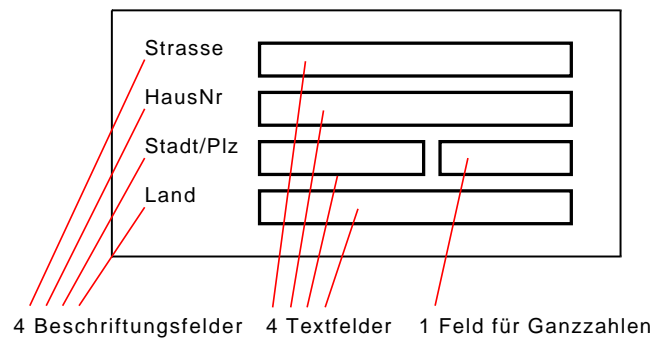 Strasse
HausNr
Stadt/Plz
Land
4 Beschriftungsfelder 4 Textfelder 1 Feld für Ganzzahlen